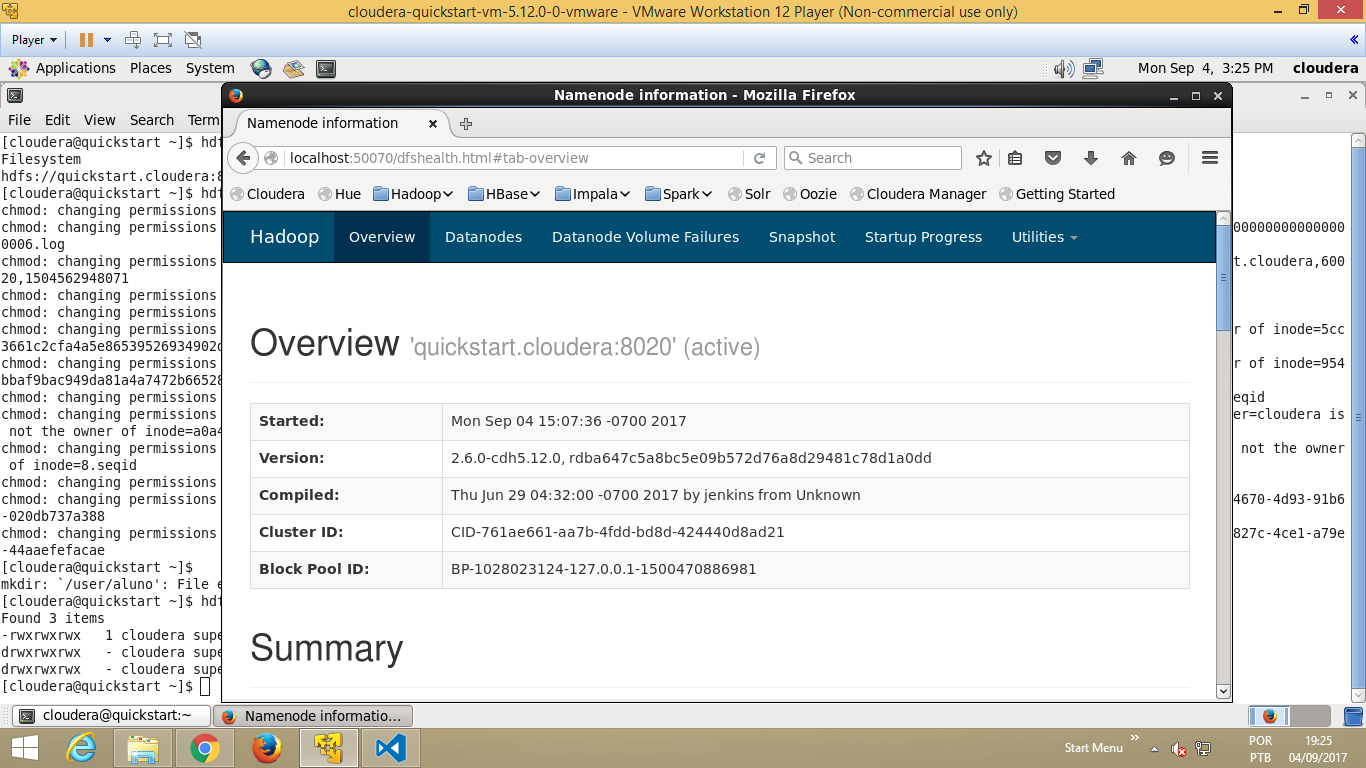 cloudera-quickstart-vm-5.12.0-0-vmware - VMware Workstation 12 Player (Non-commercial use only)
Player
Applications Places System Mon Sep 4, 3:25 PM cloudera
Namenode information - Mozilla Firefox
File Edit View Search Term
Namenode information
localhost:50070/dfshealth.html#tab-overview Search
Cloudera Hue Hadoop HBase Impala Spark Solr Oozie Cloudera Manager Getting Started
Hadoop Overview Datanodes Datanode Volume Failures Snapshot Startup Progress Utilities
Overview 'quickstart.cloudera:8020' (active)
Started: Mon Sep 04 15:07:36 -0700 2017
Version: 2.6.0-cdh5.12.0, rdba647c5a8bc5e09b572d76a8d29481c78d1a0dd
Compiled: Thu Jun 29 04:32:00 -0700 2017 by jenkins from Unknown
Cluster ID: CID-761ae661-aa7b-4fdd-bd8d-424440d8ad21
Block Pool ID: BP-1028023124-127.0.0.1-1500470886981
Summary
[cloudera@quickstart ~]$ hdf
Filesystem
hdfs://quickstart.cloudera:8
[cloudera@quickstart ~]$ hdf
chmod: changing permissions
chmod: changing permissions 00000000000000
0006.log
chmod: changing permissions t.cloudera,600
20,1504562948071
chmod: changing permissions
chmod: changing permissions
chmod: changing permissions r of inode=5cc
3661c2cfa4a5e86539526934902
chmod: changing permissions r of inode=954
bbaf9bac949da81a4a7472b66528
chmod: changing permissions eqid
chmod: changing permissions er=cloudera is
not the owner of inode=a0a4
chmod: changing permissions not the owner
of inode=8.seqid
chmod: changing permissions
chmod: changing permissions 4670-4d93-91b6
-020db737a388
chmod: changing permissions 827c-4ce1-a79e
-44aaefefacae
[cloudera@quickstart ~]$
mkdir: `/user/aluno': File e
[cloudera@quickstart ~]$ hdf
Found 3 items
-rwxrwxrwx 1 cloudera supe
drwxrwxrwx - cloudera supe
drwxrwxrwx - cloudera supe
[cloudera@quickstart ~]$
cloudera@quickstart:~ Namenode informatio...
Start Menu POR 19:25
PTB 04/09/2017